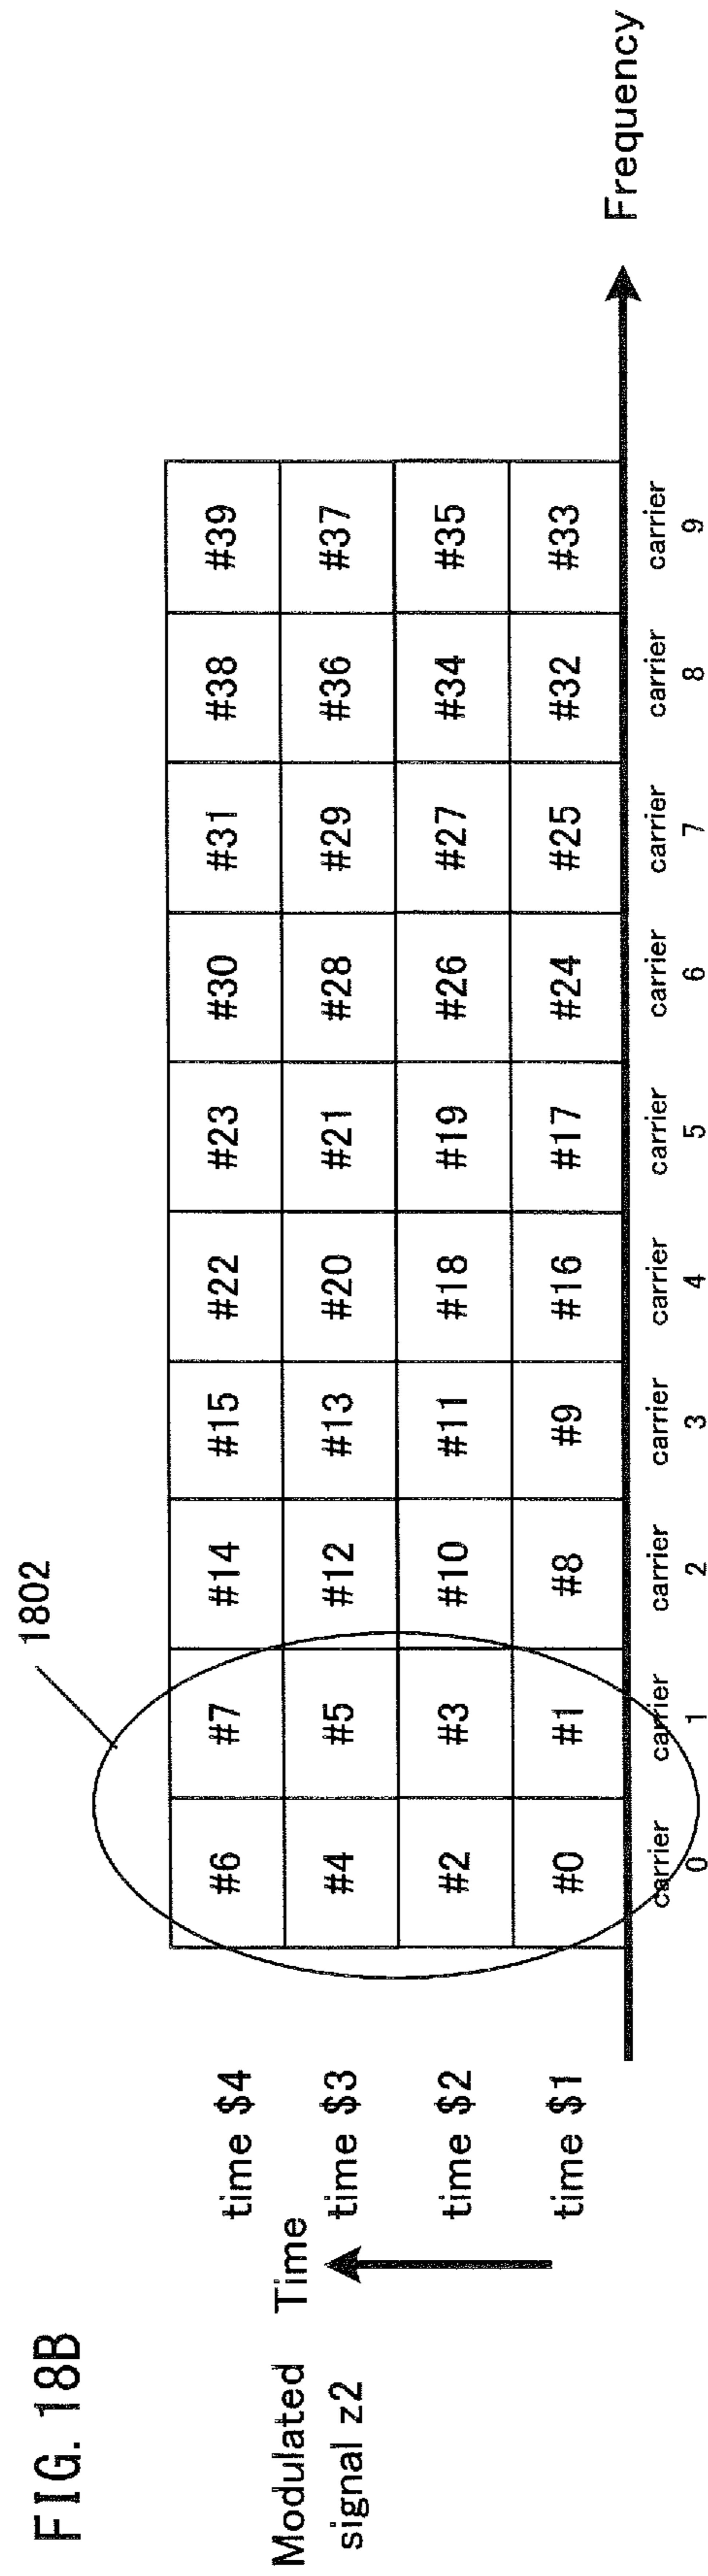 FIG. 18B
1802
Modulated
signal z2
Time
time $4
#6 #7 #14 #15 #22 #23 #30 #31 #38 #39
time $3
#4 #5 #12 #13 #20 #21 #28 #29 #36 #37
time $2
#2 #3 #10 #11 #18 #19 #26 #27 #34 #35
time $1
#0 #1 #8 #9 #16 #17 #24 #25 #32 #33
carrier carrier carrier carrier carrier carrier carrier carrier carrier carrier
0 1 2 3 4 5 6 7 8 9
Frequency